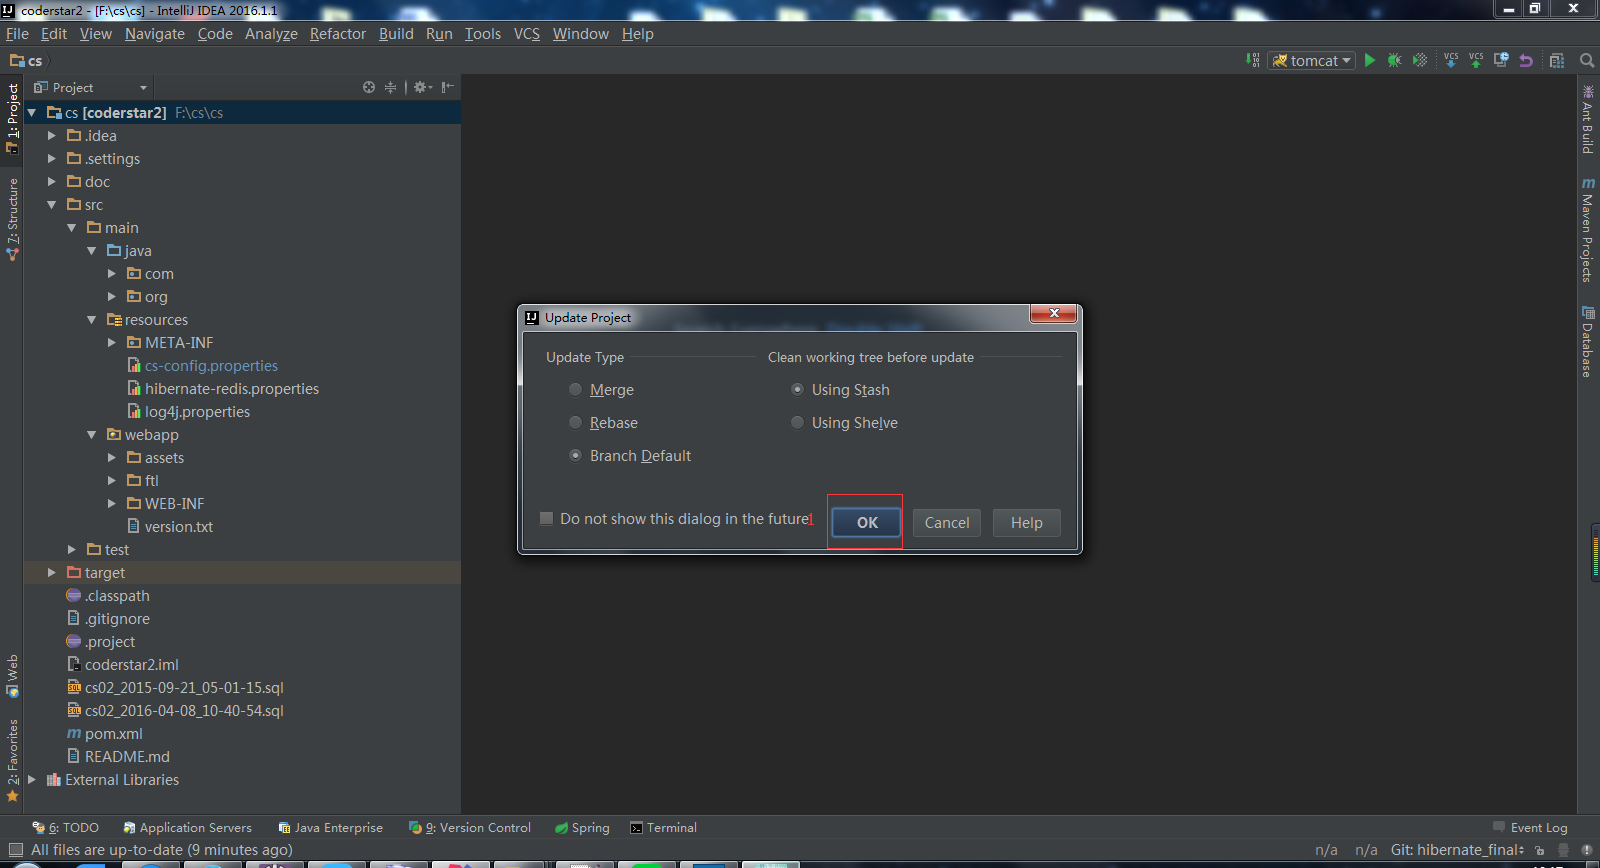 coderstar2 - [F:\cs\cs] - IntelliJ IDEA 2016.1.1
File Edit View Navigate Code Analyze Refactor Build Run Tools VCS Window Help
cs
tomcat
VCS VCS
Project
1: Project
7: Structure
Web
2: Favorites
cs [coderstar2] F:\cs\cs
.idea
.settings
doc
src
main
java
com
org
resources
META-INF
cs-config.properties
hibernate-redis.properties
log4j.properties
webapp
assets
ftl
WEB-INF
version.txt
test
target
.classpath
.gitignore
.project
coderstar2.iml
cs02_2015-09-21_05-01-15.sql
cs02_2016-04-08_10-40-54.sql
pom.xml
README.md
External Libraries
Update Project
Update Type
Clean working tree before update
Merge
Using Stash
Rebase
Using Shelve
Branch Default
Do not show this dialog in the future
1
OK
Cancel
Help
Ant Build
Maven Projects
Database
6: TODO
Application Servers
Java Enterprise
9: Version Control
Spring
Terminal
Event Log
All files are up-to-date (9 minutes ago)
n/a n/a Git: hibernate_final